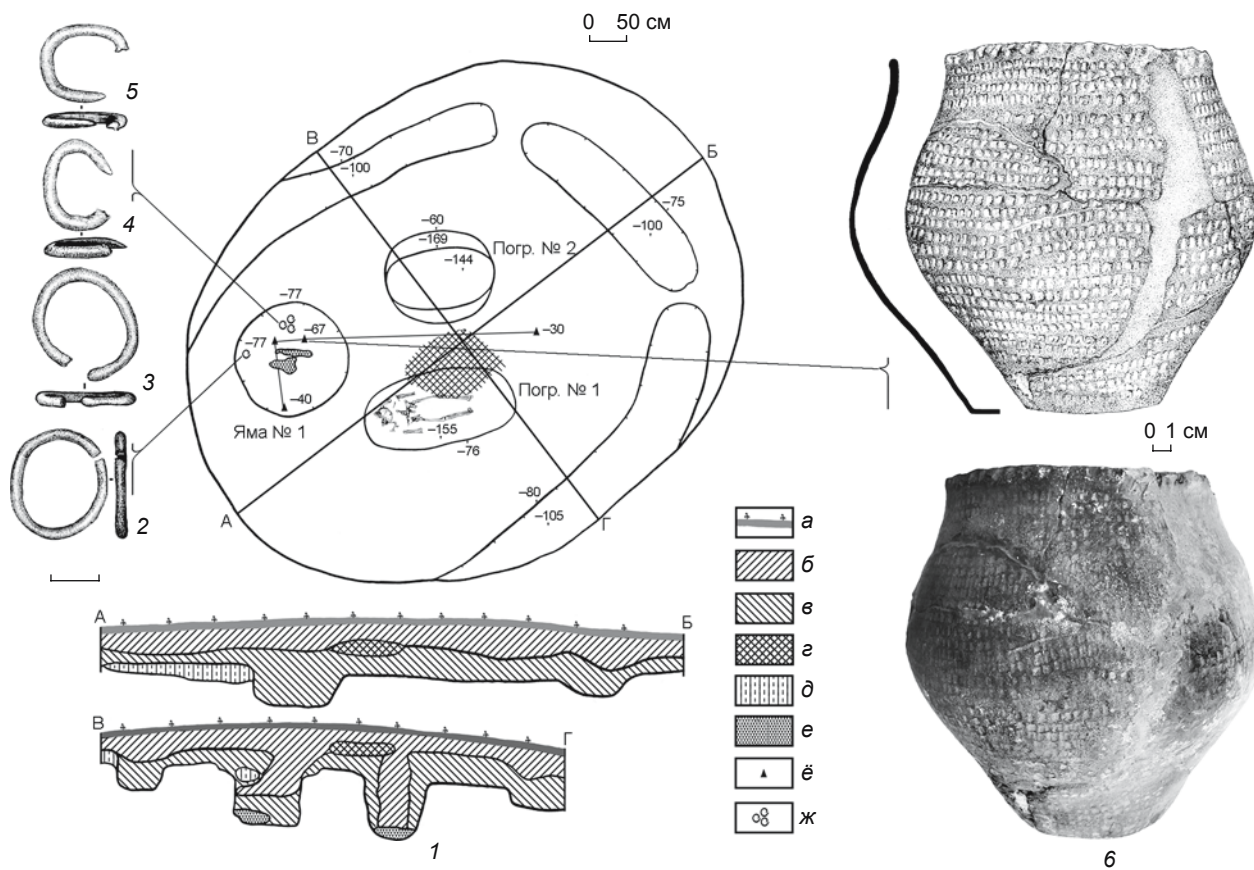 0 50 см
5
4
3
2
В
Б
–70
–100
–75
–100
–60
–169
–144
Погр. № 2
–77
–77
–67
–30
–40
Яма № 1
Погр. № 1
–155
–76
–80
–105
А
Г
0 1 см
А
Б
В
Г
1
а
б
в
г
д
е
ё
ж
6